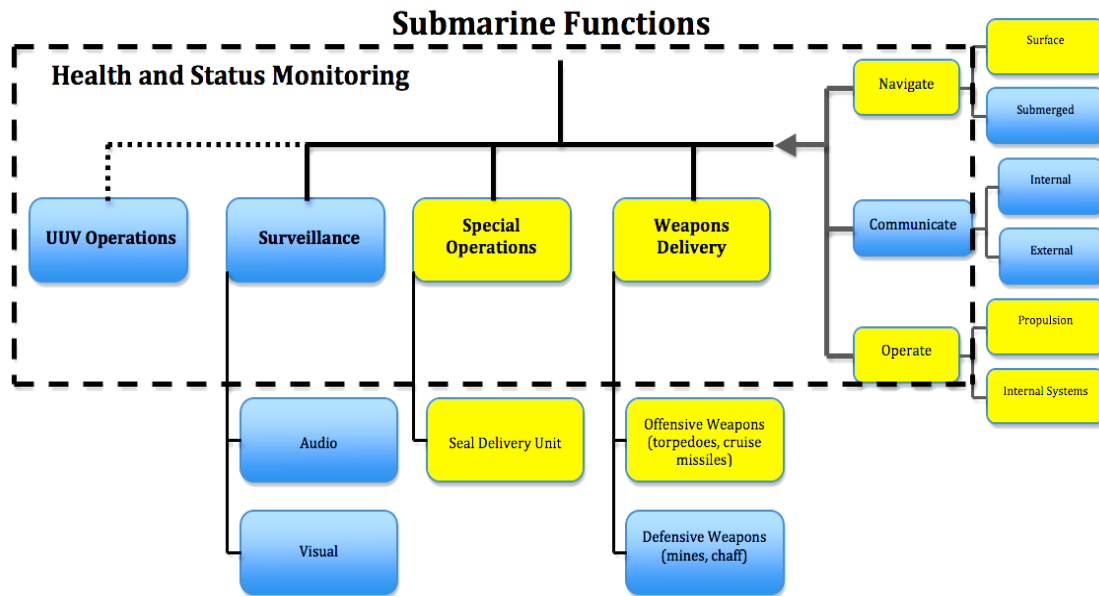 Submarine Functions
Health and Status Monitoring
Surface
Navigate
Submerged
Internal
UUV Operations
Surveillance
Special
Operations
Weapons
Delivery
Communicate
External
Propulsion
Operate
Internal Systems
Audio
Seal Delivery Unit
Offensive Weapons
(torpedoes, cruise
missiles)
Visual
Defensive Weapons
(mines, chaff)